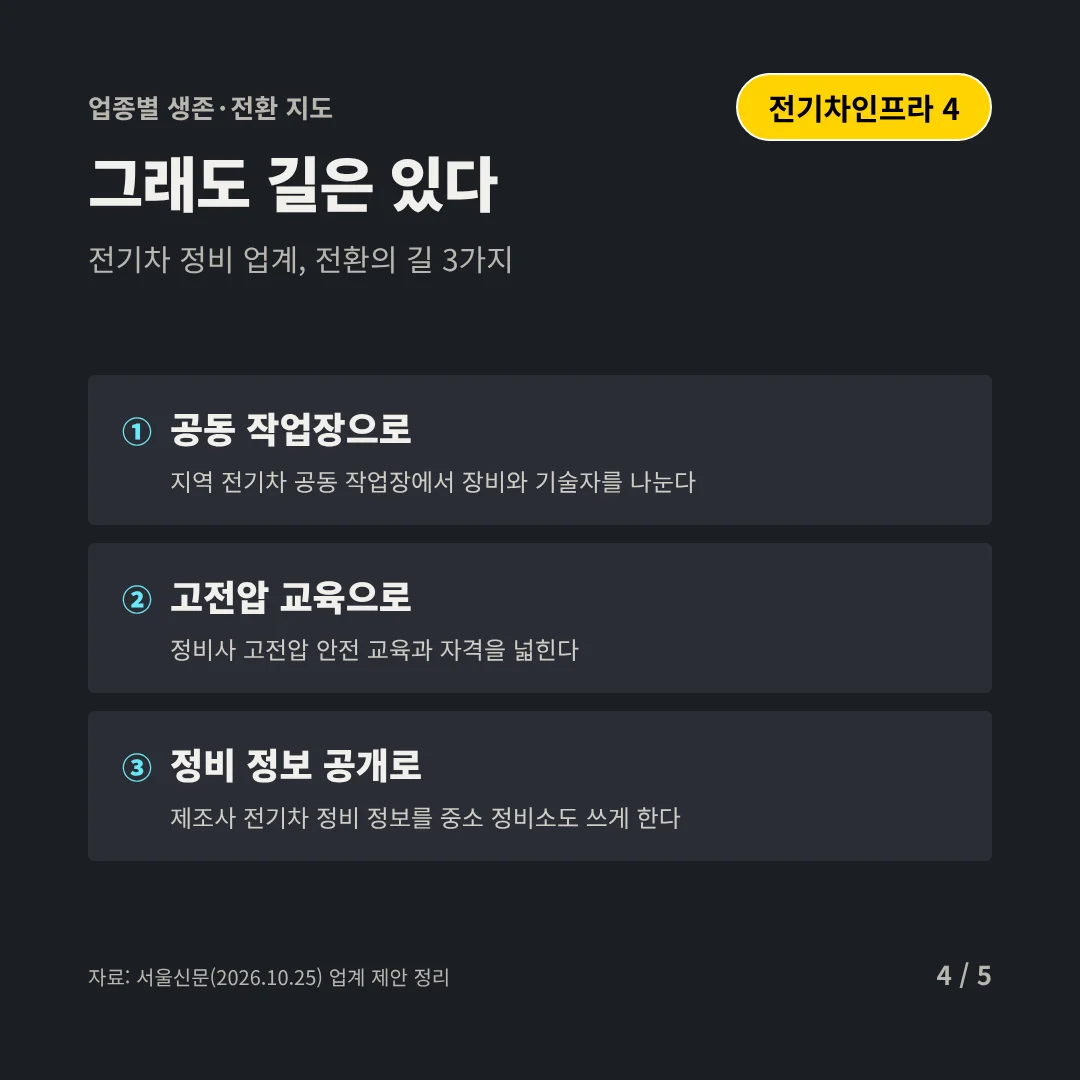 업종별 생존·전환 지도
전기차인프라 4
그래도 길은 있다
전기차 정비 업계, 전환의 길 3가지
① 공동 작업장으로
지역 전기차 공동 작업장에서 장비와 기술자를 나눈다
② 고전압 교육으로
정비사 고전압 안전 교육과 자격을 넓힌다
③ 정비 정보 공개로
제조사 전기차 정비 정보를 중소 정비소도 쓰게 한다
자료: 서울신문(2026.10.25) 업계 제안 정리
4 / 5